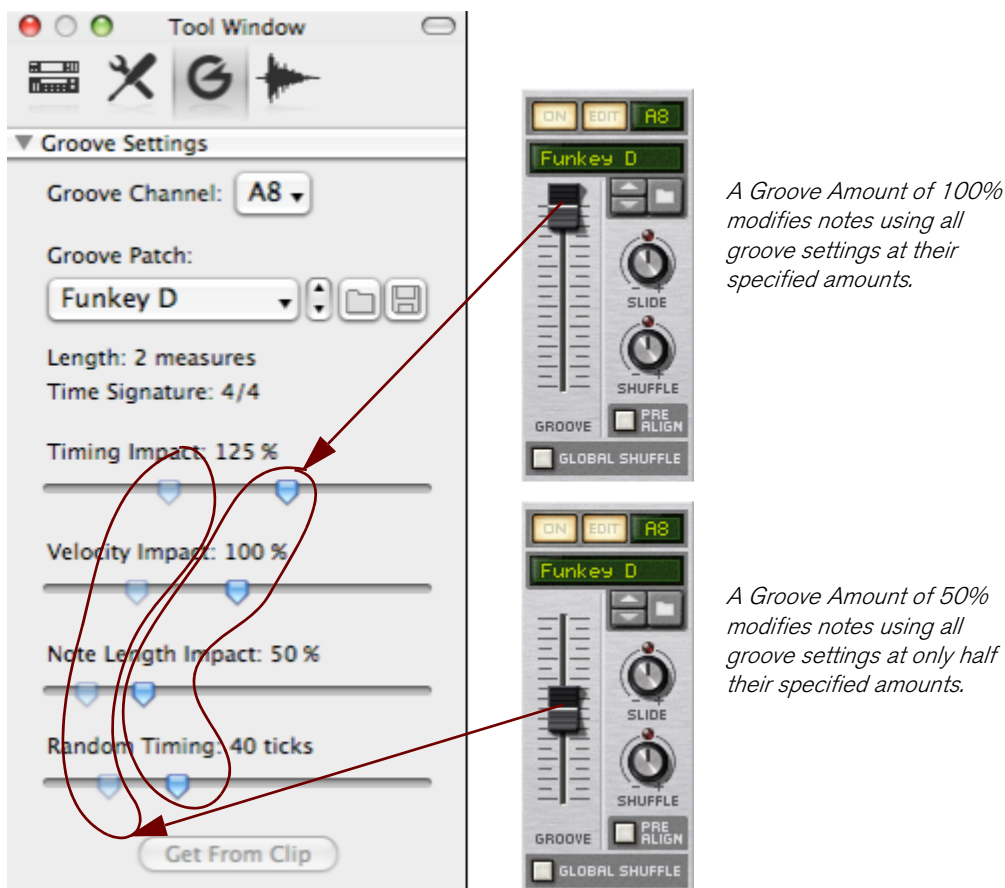 Tool Window
Groove Settings
Groove Channel: A8
Groove Patch:
Funkey D
Length: 2 measures
Time Signature: 4/4
Timing Impact: 125 %
Velocity Impact: 100 %
Note Length Impact: 50 %
Random Timing: 40 ticks
Get From Clip
ON EDIT A8
Funkey D
SLIDE
SHUFFLE
GROOVE
PRE
ALIGN
GLOBAL SHUFFLE
A Groove Amount of 100%
modifies notes using all
groove settings at their
specified amounts.
ON EDIT A8
Funkey D
SLIDE
SHUFFLE
GROOVE
PRE
ALIGN
GLOBAL SHUFFLE
A Groove Amount of 50%
modifies notes using all
groove settings at only half
their specified amounts.